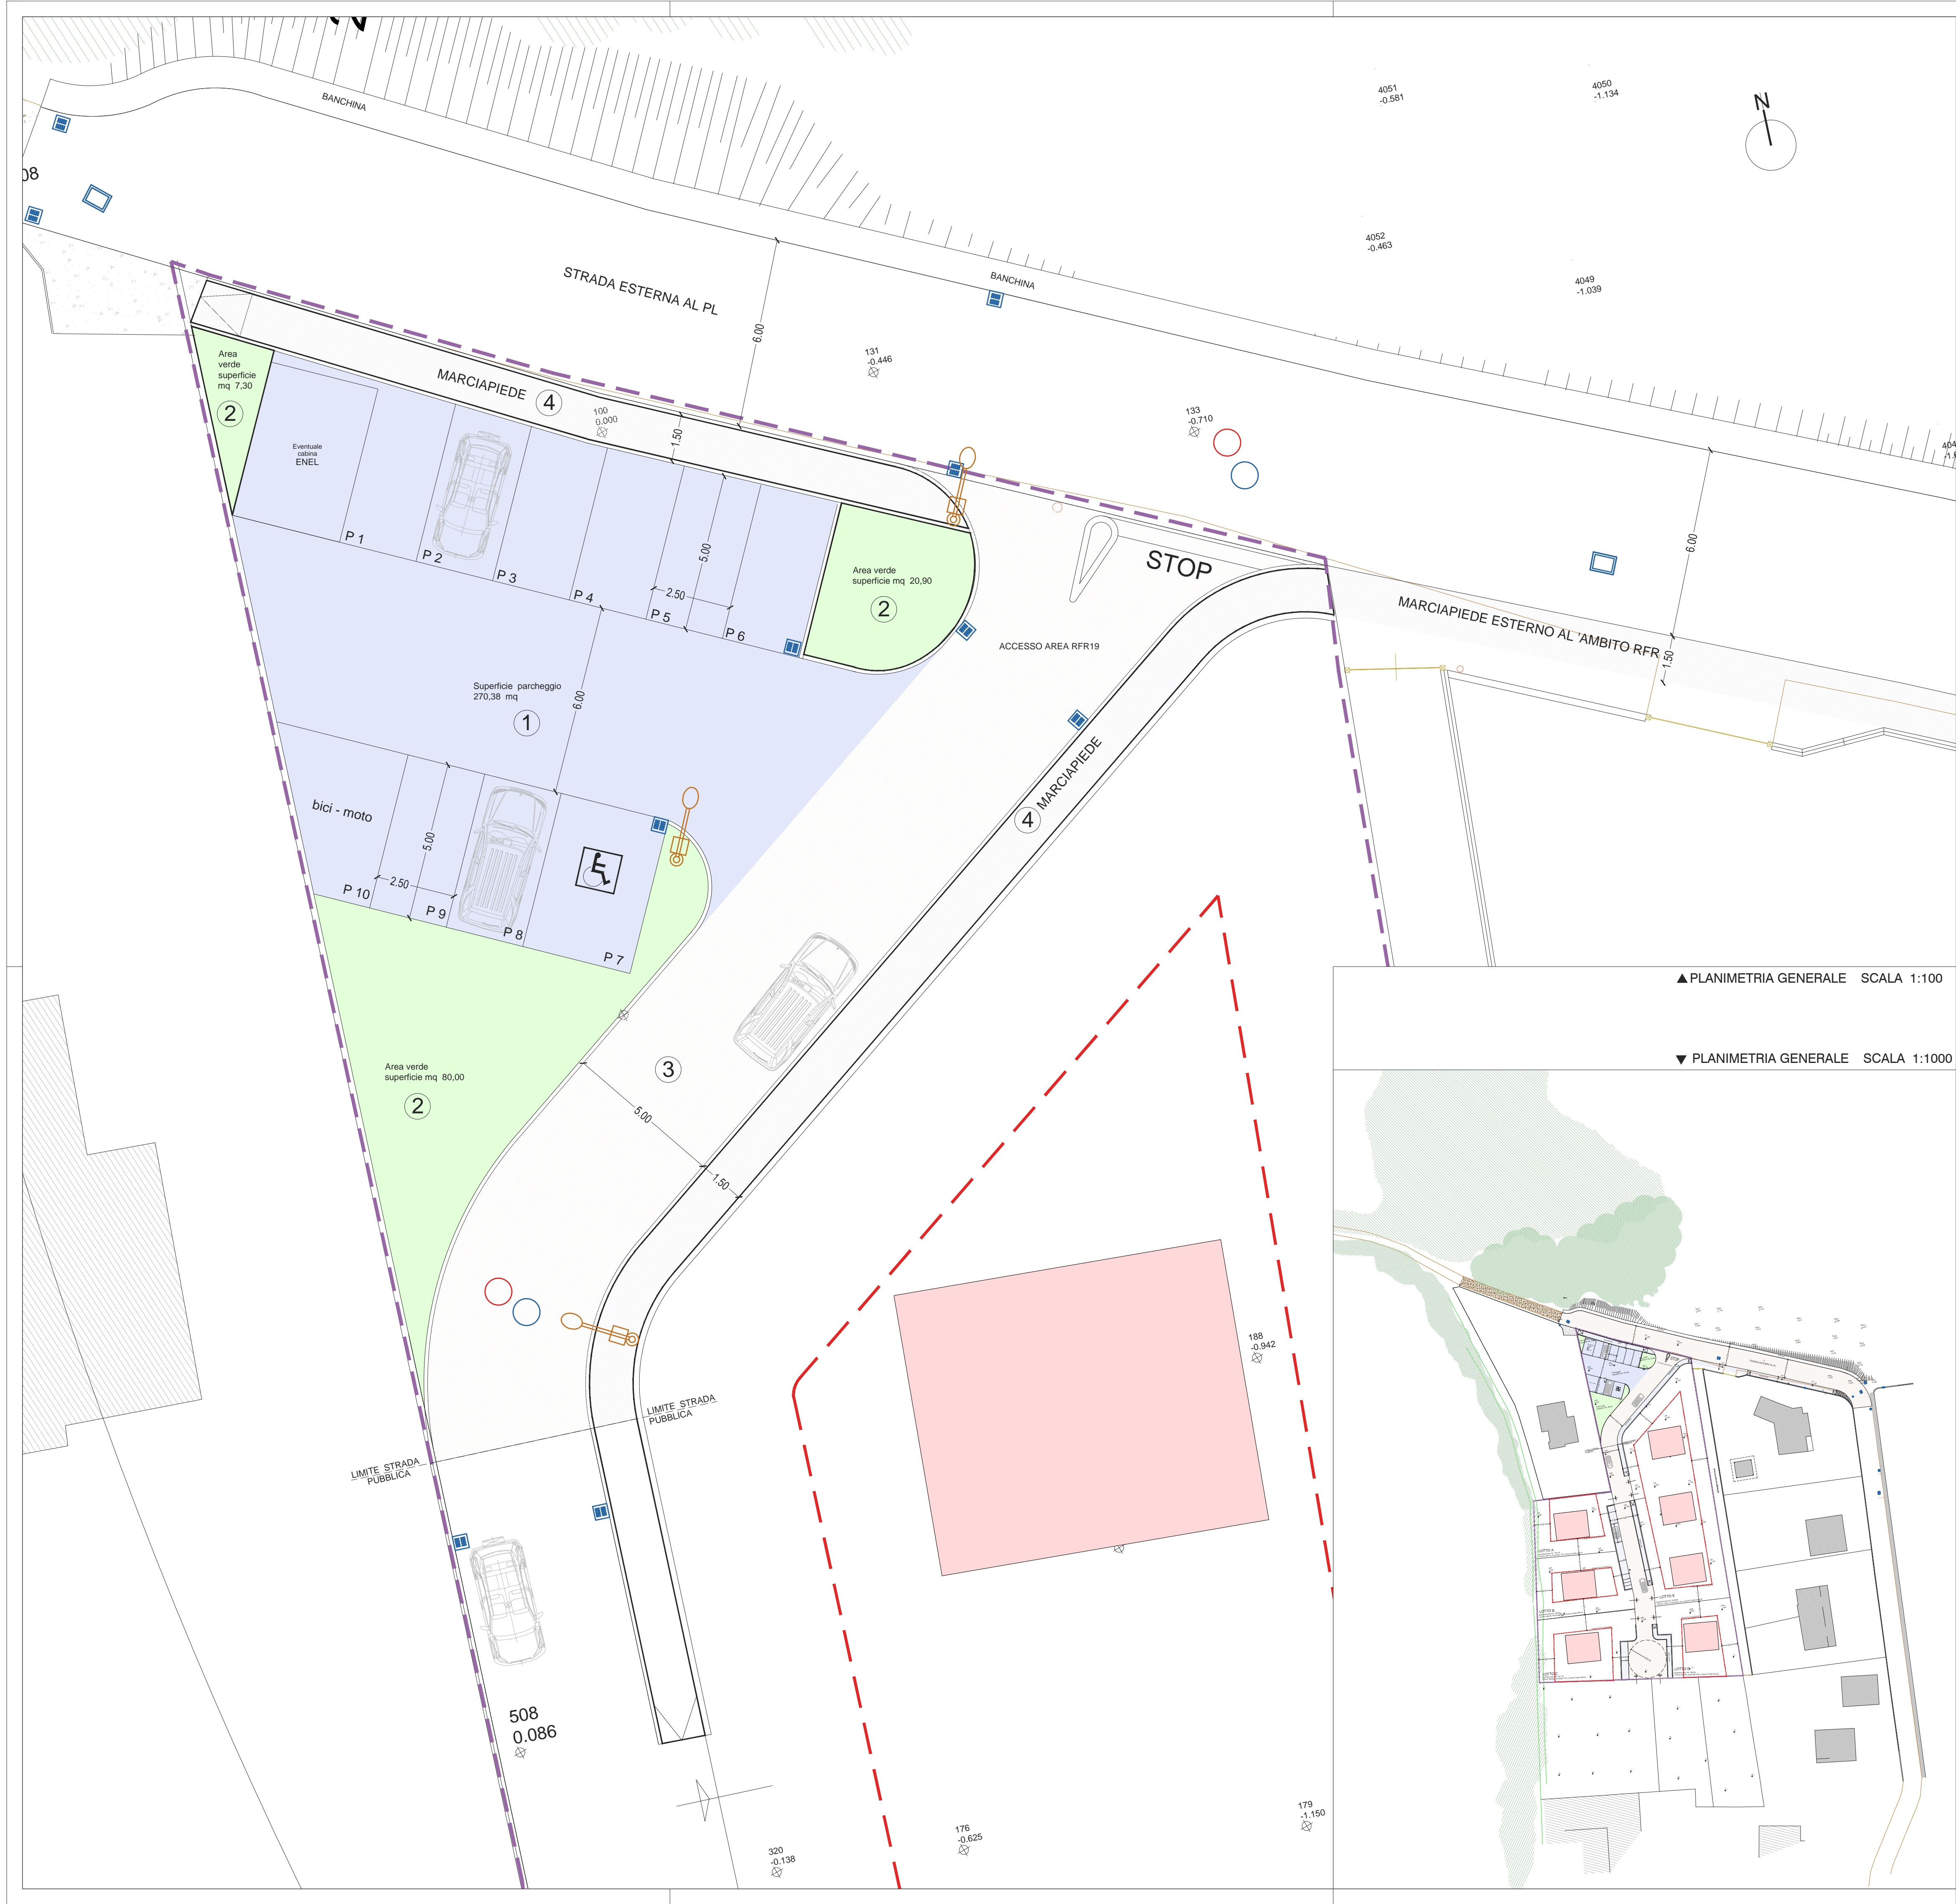 BANCHINA
4051
-0.581
4050
-1.134
N
08
4052
-0.463
4049
-1.039
BANCHINA
STRADA ESTERNA AL PL
6.00
131
-0.446
133
-0.710
Area
verde
superficie
mq 7,30
2
MARCIAPIEDE
4
100
0.000
1.50
Eventuale
cabina
ENEL
P 1
P 2
P 3
P 4
P 5
P 6
5.00
2.50
Area verde
superficie mq 20,90
2
STOP
6.00
MARCIAPIEDE ESTERNO AL 'AMBITO RFR
1.50
ACCESSO AREA RFR19
Superficie parcheggio
270,38 mq
1
6.00
MARCIAPIEDE
4
bici - moto
5.00
2.50
P 10
P 9
P 8
P 7
PLANIMETRIA GENERALE SCALA 1:100
PLANIMETRIA GENERALE SCALA 1:1000
Area verde
superficie mq 80,00
2
3
5.00
1.50
188
-0.942
LIMITE STRADA
PUBBLICA
LIMITE STRADA
PUBBLICA
508
0.086
320
-0.138
176
-0.625
179
-1.150
LOTTO A
LOTTO B
LOTTO C
LOTTO E
LOTTO D